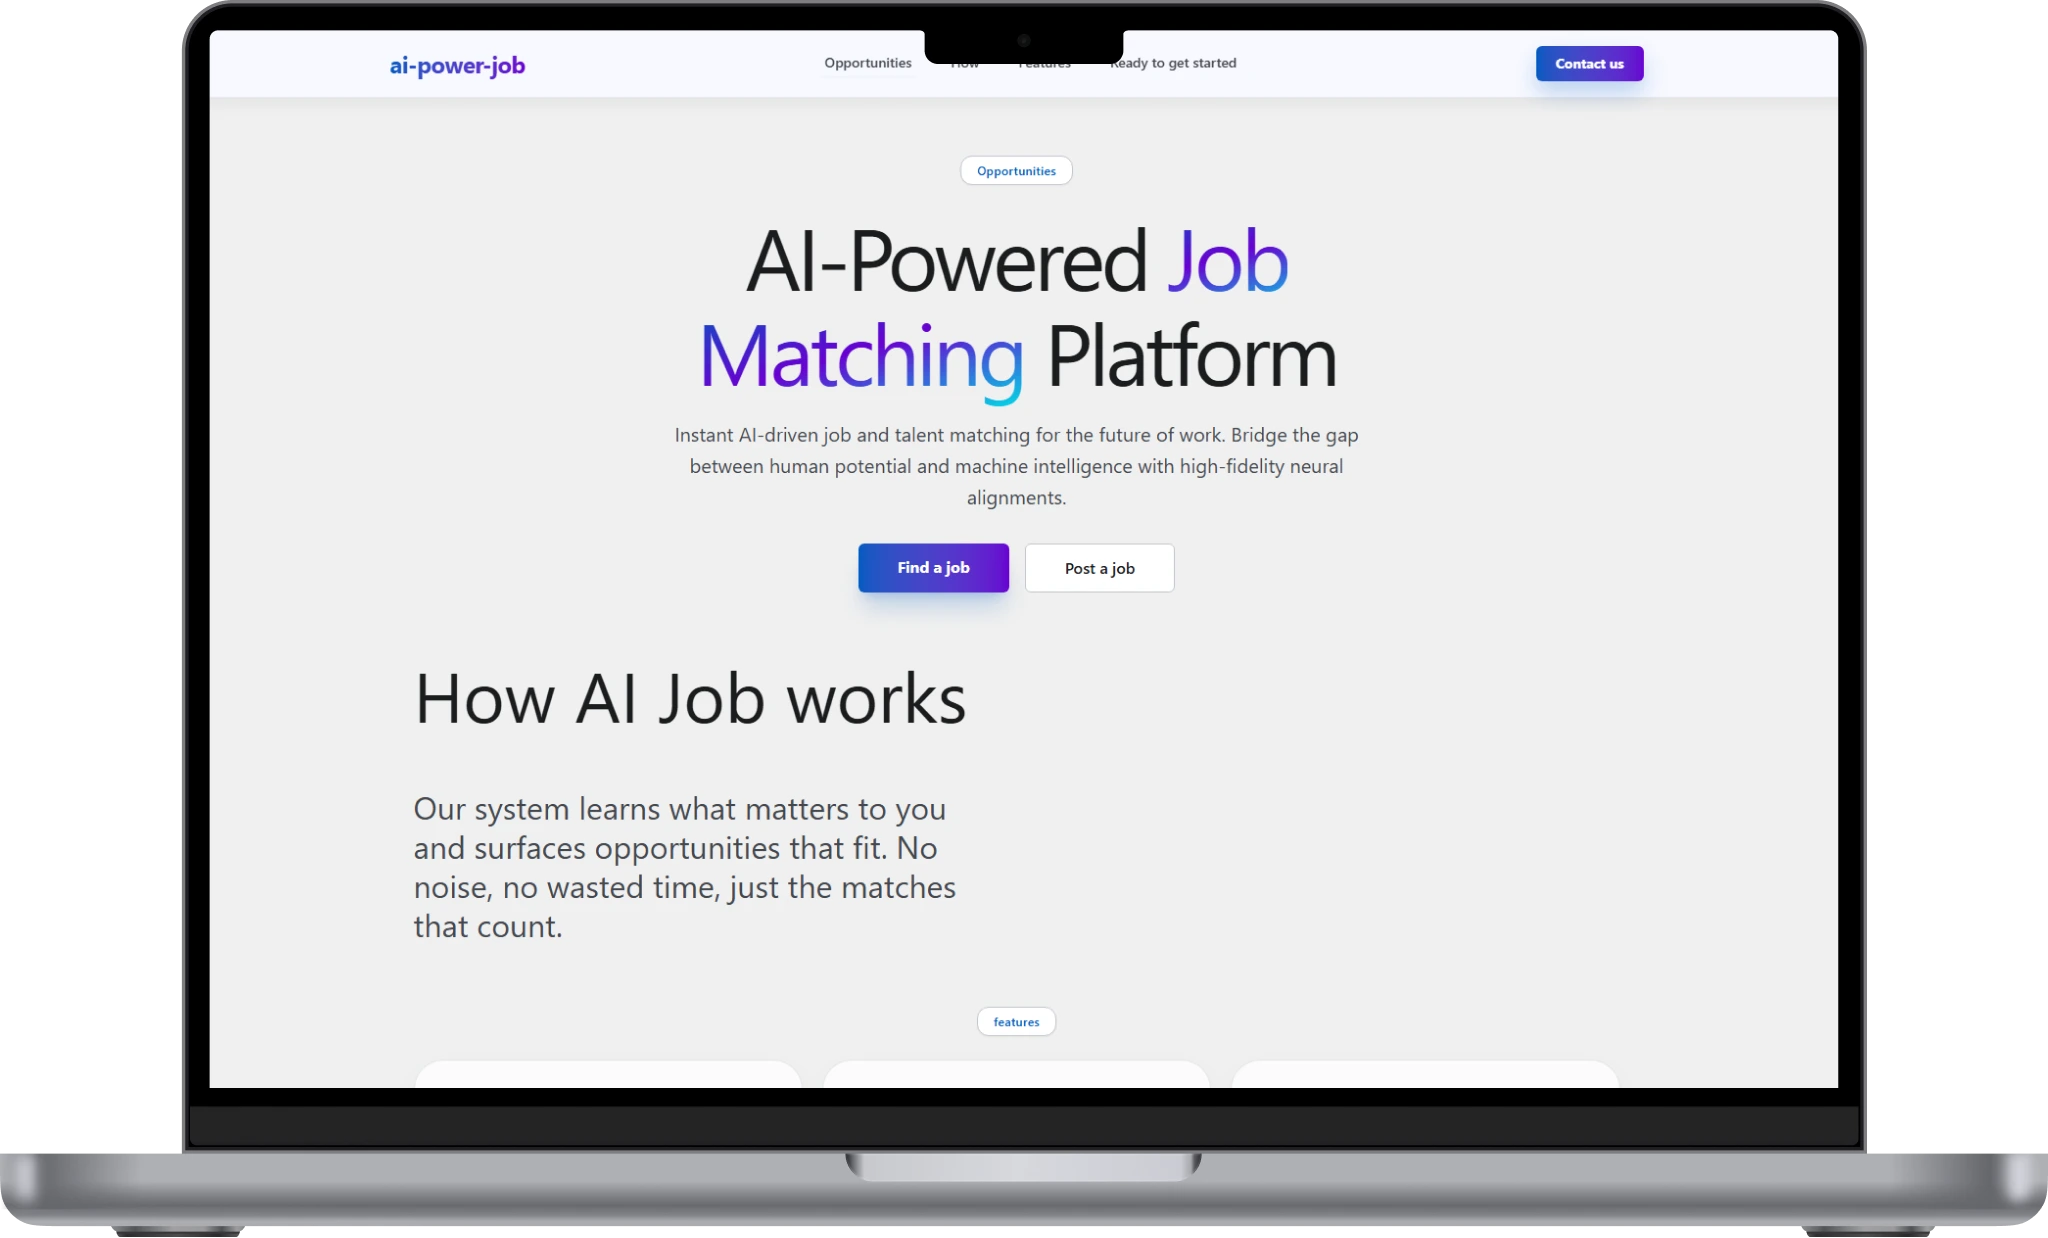 ai-power-job
Opportunities
How
Features
Ready to get started
Contact us
Opportunities
AI-Powered Job
Matching Platform
Instant AI-driven job and talent matching for the future of work. Bridge the gap
between human potential and machine intelligence with high-fidelity neural
alignments.
Find a job
Post a job
How AI Job works
Our system learns what matters to you
and surfaces opportunities that fit. No
noise, no wasted time, just the matches
that count.
features